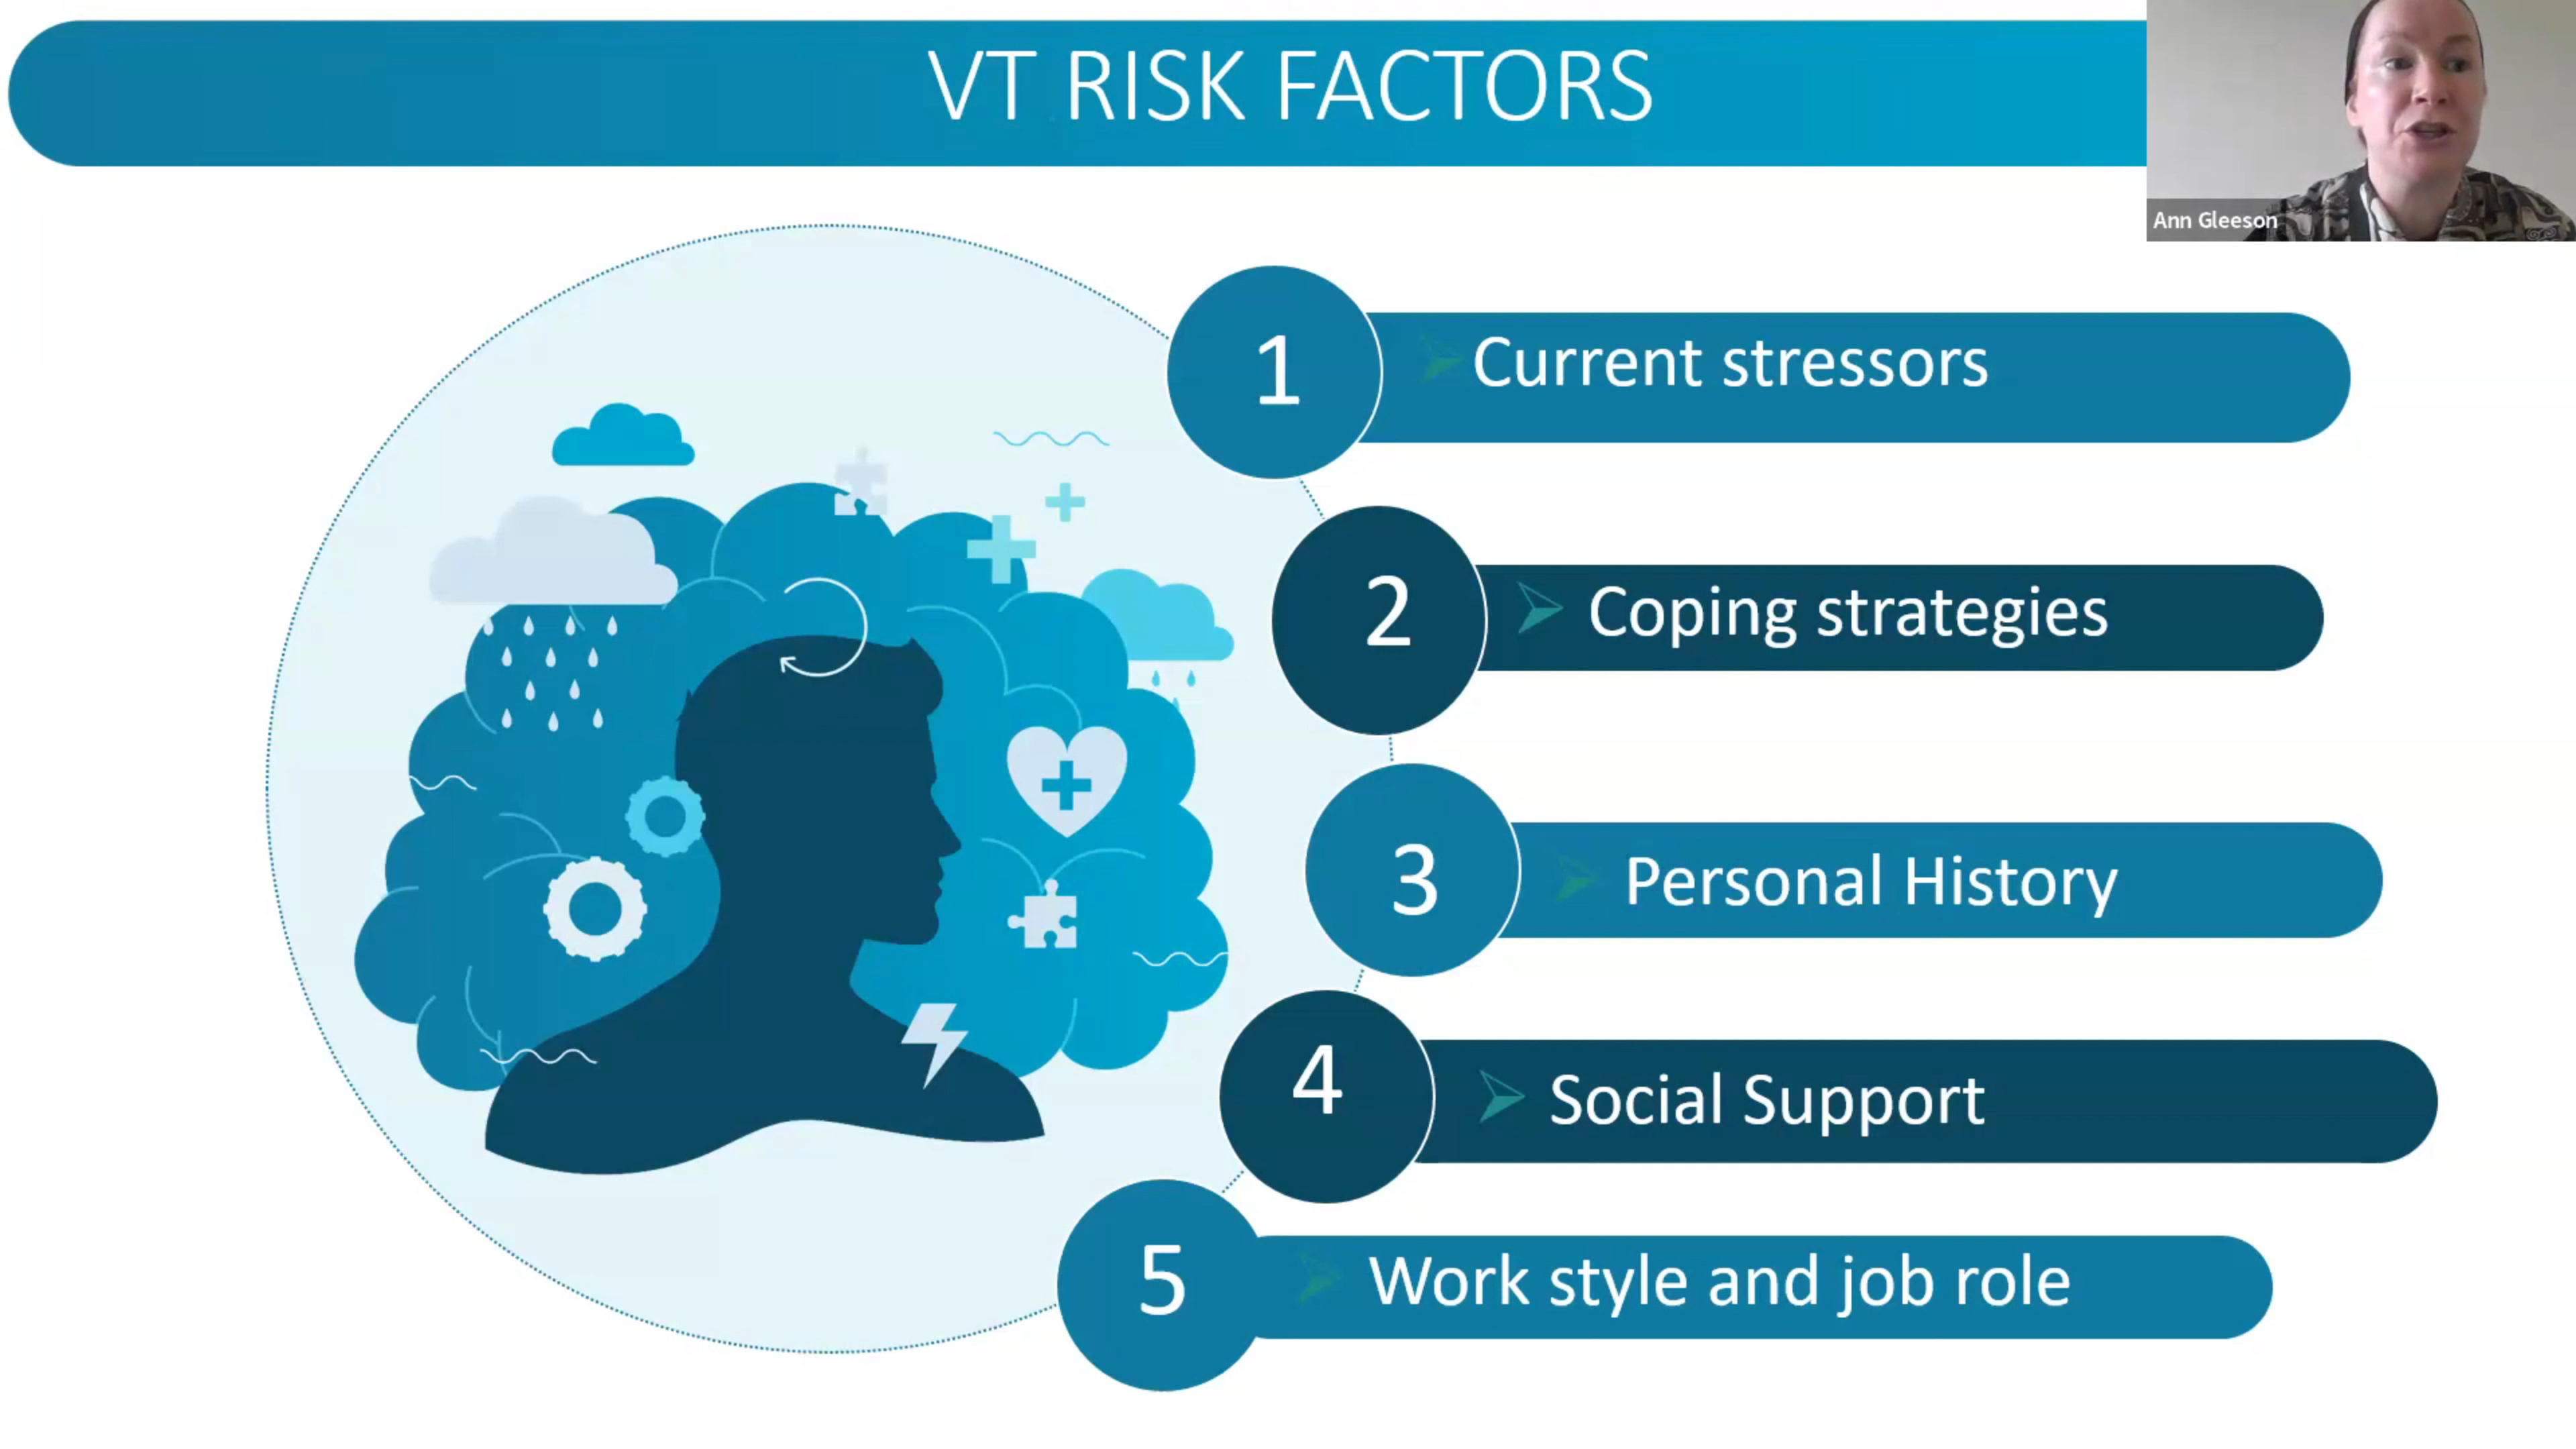 VT RISK FACTORS
Ann Gleeson
1
Current stressors
2
Coping strategies
3
Personal History
4
Social Support
5
Work style and job role